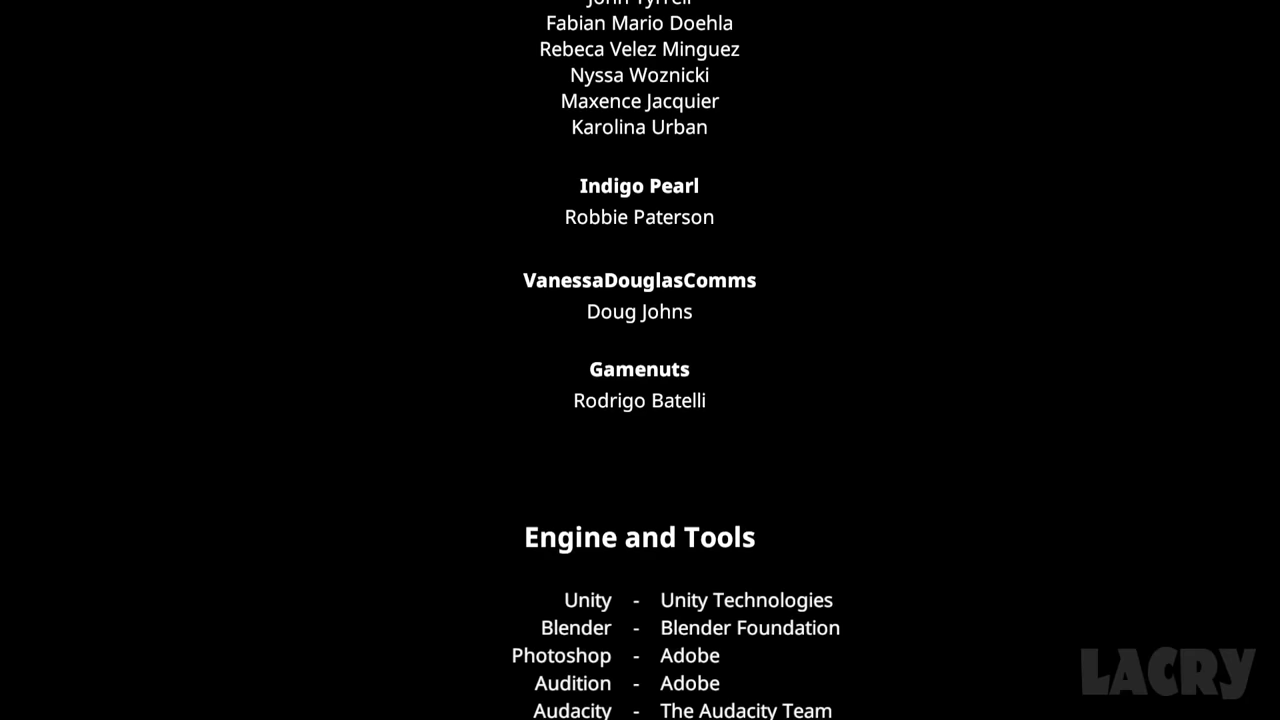 John Tyrrell
Fabian Mario Doehla
Rebeca Velez Minguez
Nyssa Woznicki
Maxence Jacquier
Karolina Urban
Indigo Pearl
Robbie Paterson
VanessaDouglasComms
Doug Johns
Gamenuts
Rodrigo Batelli
Engine and Tools
Unity - Unity Technologies
Blender - Blender Foundation
Photoshop - Adobe
Audition - Adobe
Audacity - The Audacity Team
LACRY